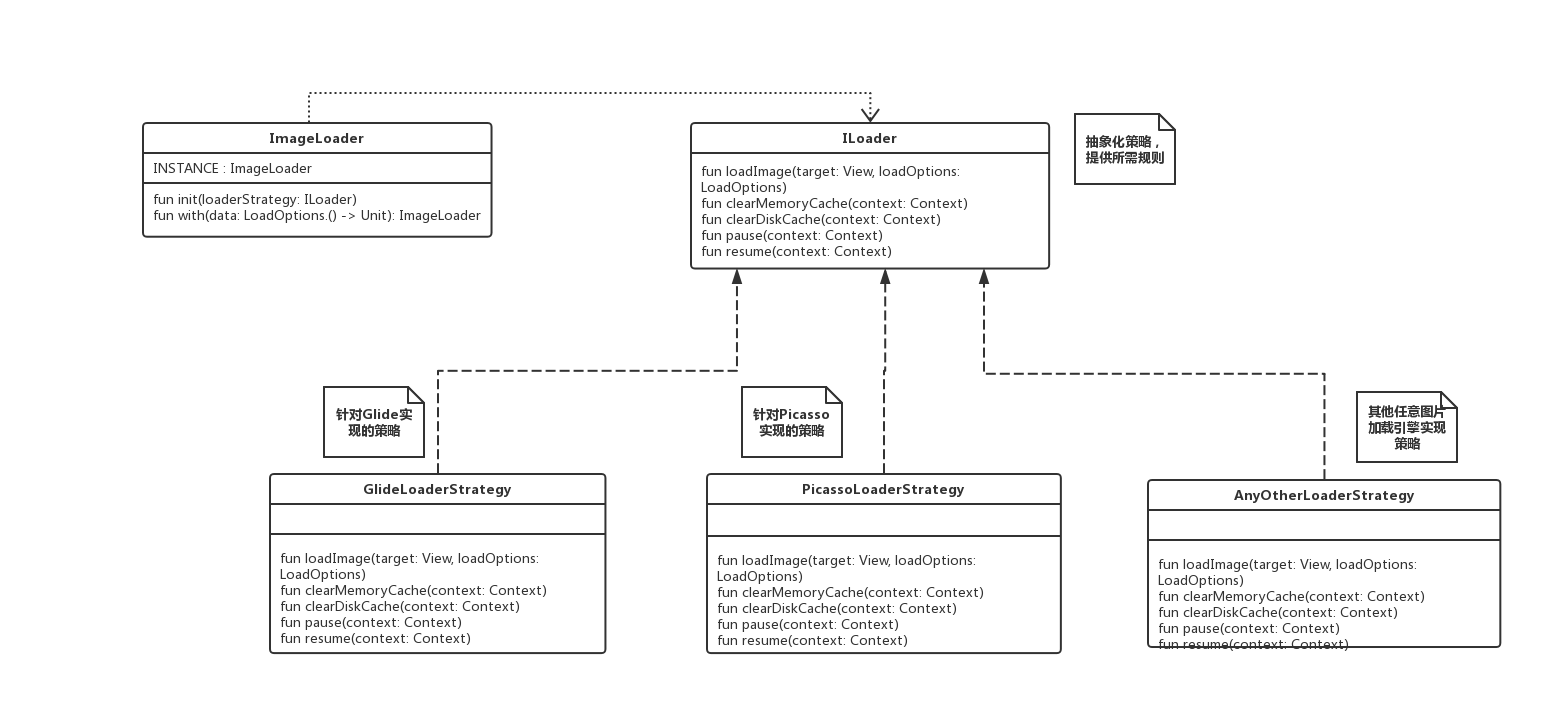 ImageLoader
INSTANCE : ImageLoader
fun init(loaderStrategy: ILoader)
fun with(data: LoadOptions.() -> Unit): ImageLoader
ILoader
fun loadImage(target: View, loadOptions:
LoadOptions)
fun clearMemoryCache(context: Context)
fun clearDiskCache(context: Context)
fun pause(context: Context)
fun resume(context: Context)
抽象化策略，
提供所需规则
针对Glide实
现的策略
GlideLoaderStrategy
fun loadImage(target: View, loadOptions:
LoadOptions)
fun clearMemoryCache(context: Context)
fun clearDiskCache(context: Context)
fun pause(context: Context)
fun resume(context: Context)
针对Picasso
实现的策略
PicassoLoaderStrategy
fun loadImage(target: View, loadOptions:
LoadOptions)
fun clearMemoryCache(context: Context)
fun clearDiskCache(context: Context)
fun pause(context: Context)
fun resume(context: Context)
其他任意图片
加载引擎实现
策略
AnyOtherLoaderStrategy
fun loadImage(target: View, loadOptions:
LoadOptions)
fun clearMemoryCache(context: Context)
fun clearDiskCache(context: Context)
fun pause(context: Context)
fun resume(context: Context)